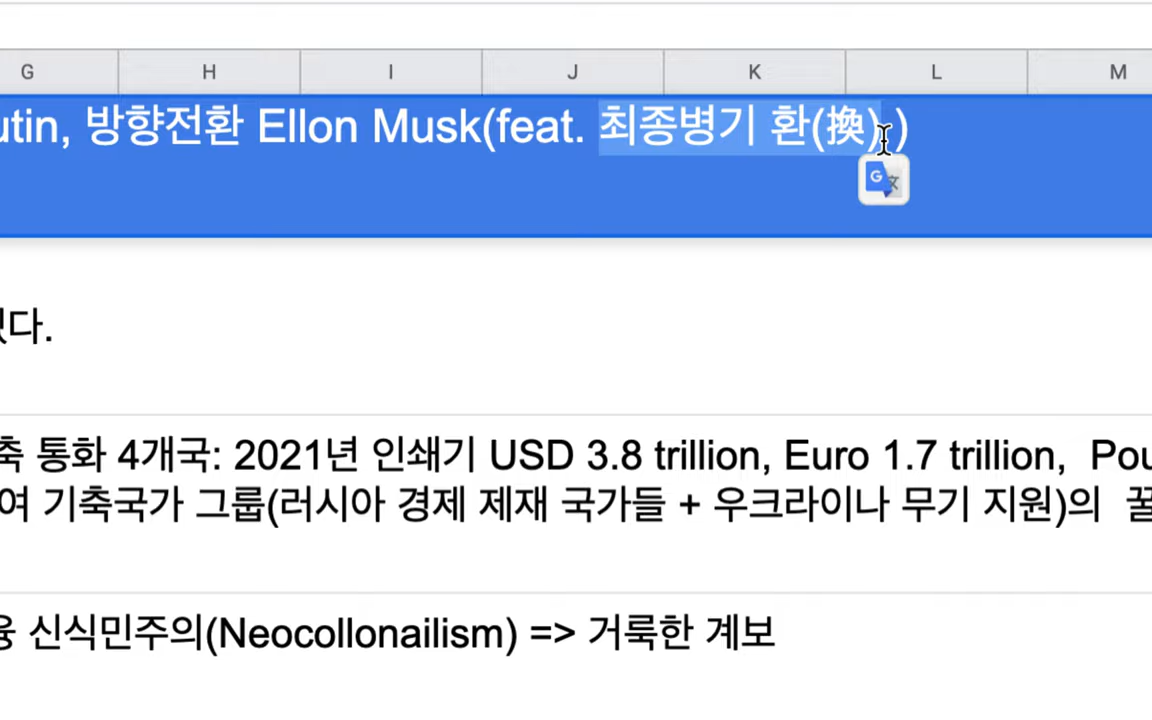 G H I J K L M
utin, 방향전환 Ellon Musk(feat. 최종병기 환(換) )
다.
축 통화 4개국: 2021년 인쇄기 USD 3.8 trillion, Euro 1.7 trillion, Pou
여 기축국가 그룹(러시아 경제 제재 국가들 + 우크라이나 무기 지원)의 꿀
신식민주의(Neocollonailism) => 거룩한 계보